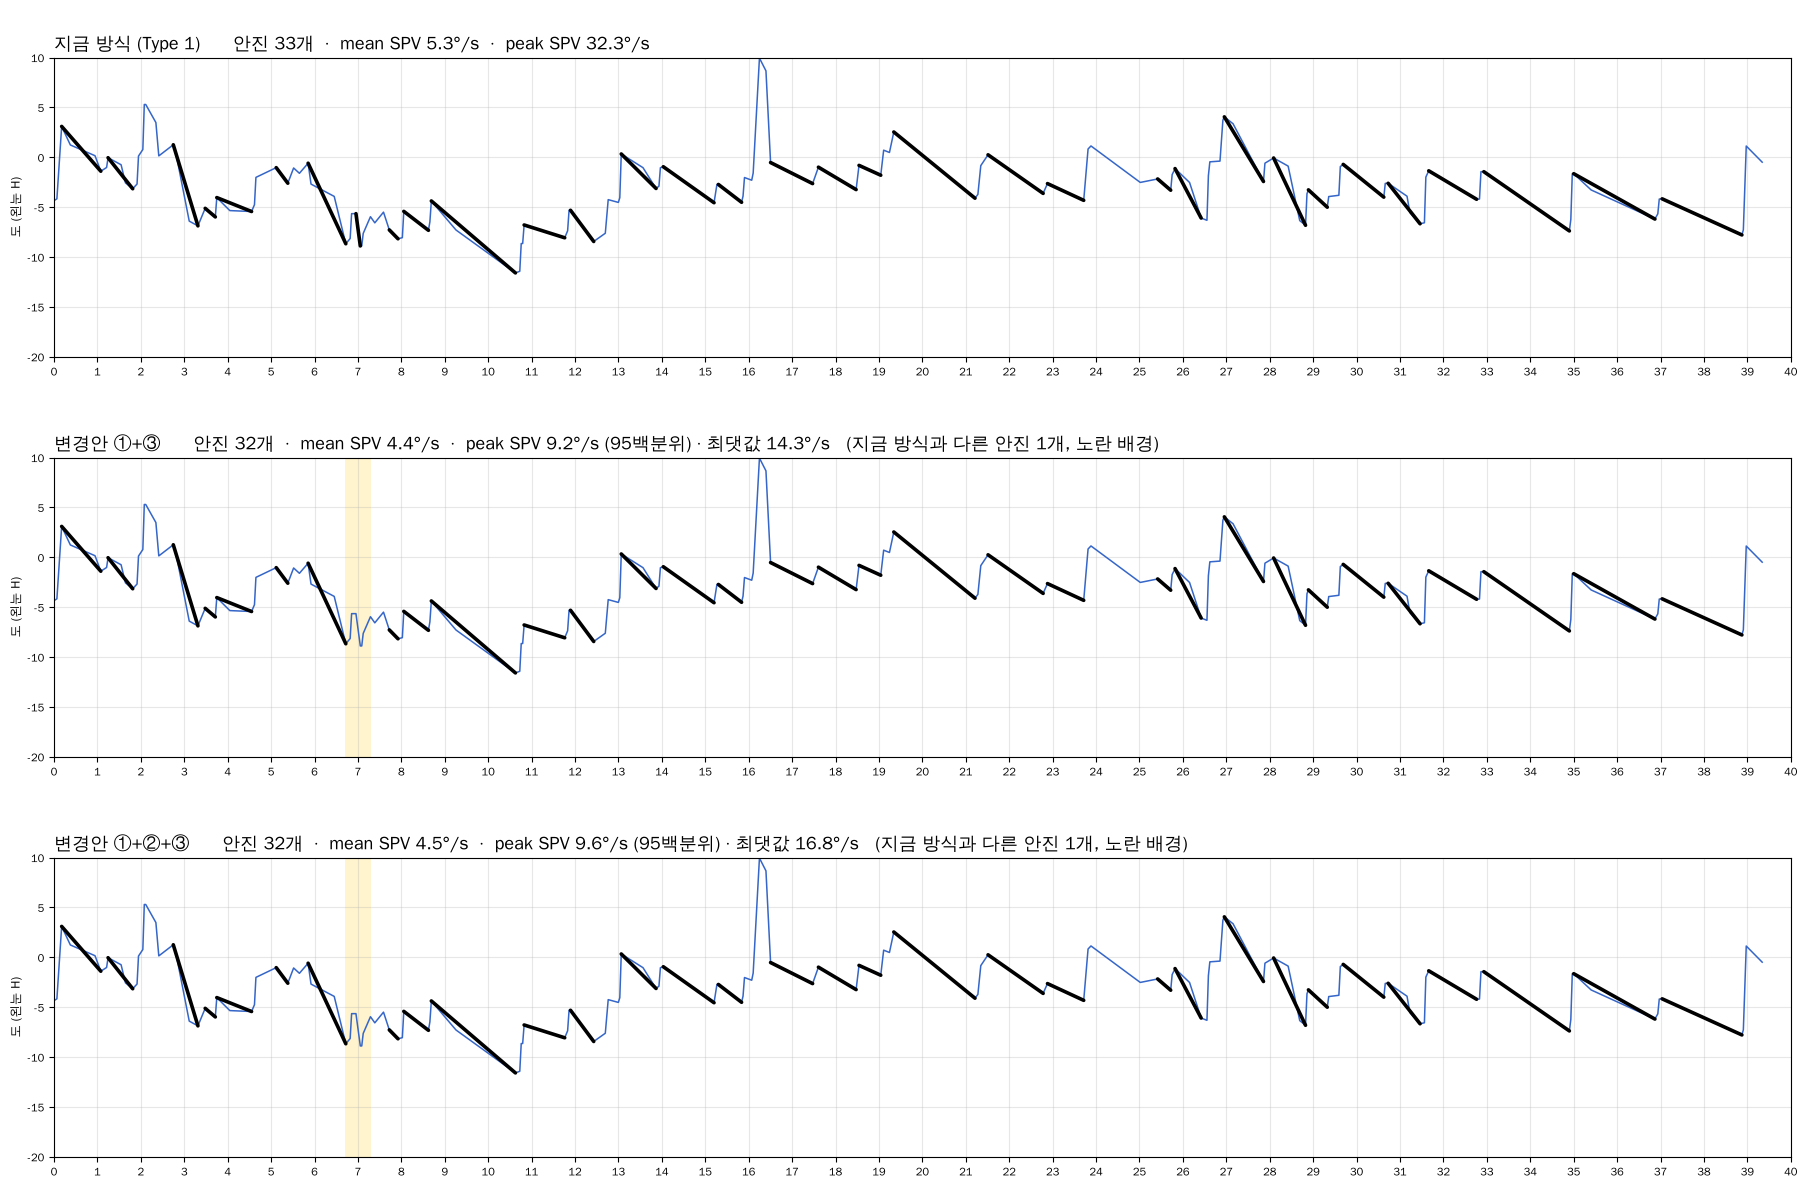 지금 방식 (Type 1)      안진 33개  ·  mean SPV 5.3°/s  ·  peak SPV 32.3°/s
10
5
0
-5
-10
-15
-20
도 (왼눈 H)
0 1 2 3 4 5 6 7 8 9 10 11 12 13 14 15 16 17 18 19 20 21 22 23 24 25 26 27 28 29 30 31 32 33 34 35 36 37 38 39 40
변경안 ①+③      안진 32개  ·  mean SPV 4.4°/s  ·  peak SPV 9.2°/s (95백분위) · 최댓값 14.3°/s   (지금 방식과 다른 안진 1개, 노란 배경)
10
5
0
-5
-10
-15
-20
도 (왼눈 H)
0 1 2 3 4 5 6 7 8 9 10 11 12 13 14 15 16 17 18 19 20 21 22 23 24 25 26 27 28 29 30 31 32 33 34 35 36 37 38 39 40
변경안 ①+②+③      안진 32개  ·  mean SPV 4.5°/s  ·  peak SPV 9.6°/s (95백분위) · 최댓값 16.8°/s   (지금 방식과 다른 안진 1개, 노란 배경)
10
5
0
-5
-10
-15
-20
도 (왼눈 H)
0 1 2 3 4 5 6 7 8 9 10 11 12 13 14 15 16 17 18 19 20 21 22 23 24 25 26 27 28 29 30 31 32 33 34 35 36 37 38 39 40